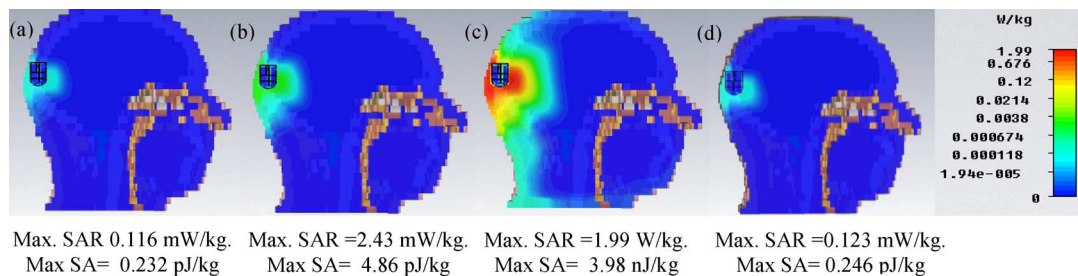 (a)
(b)
(c)
(d)
W/kg
1.99
0.676
0.12
0.0214
0.0038
0.000674
0.000118
1.94e-005
0
Max. SAR 0.116 mW/kg.
Max SA= 0.232 pJ/kg
Max. SAR =2.43 mW/kg.
Max SA= 4.86 pJ/kg
Max. SAR =1.99 W/kg.
Max SA= 3.98 nJ/kg
Max. SAR =0.123 mW/kg.
Max SA= 0.246 pJ/kg